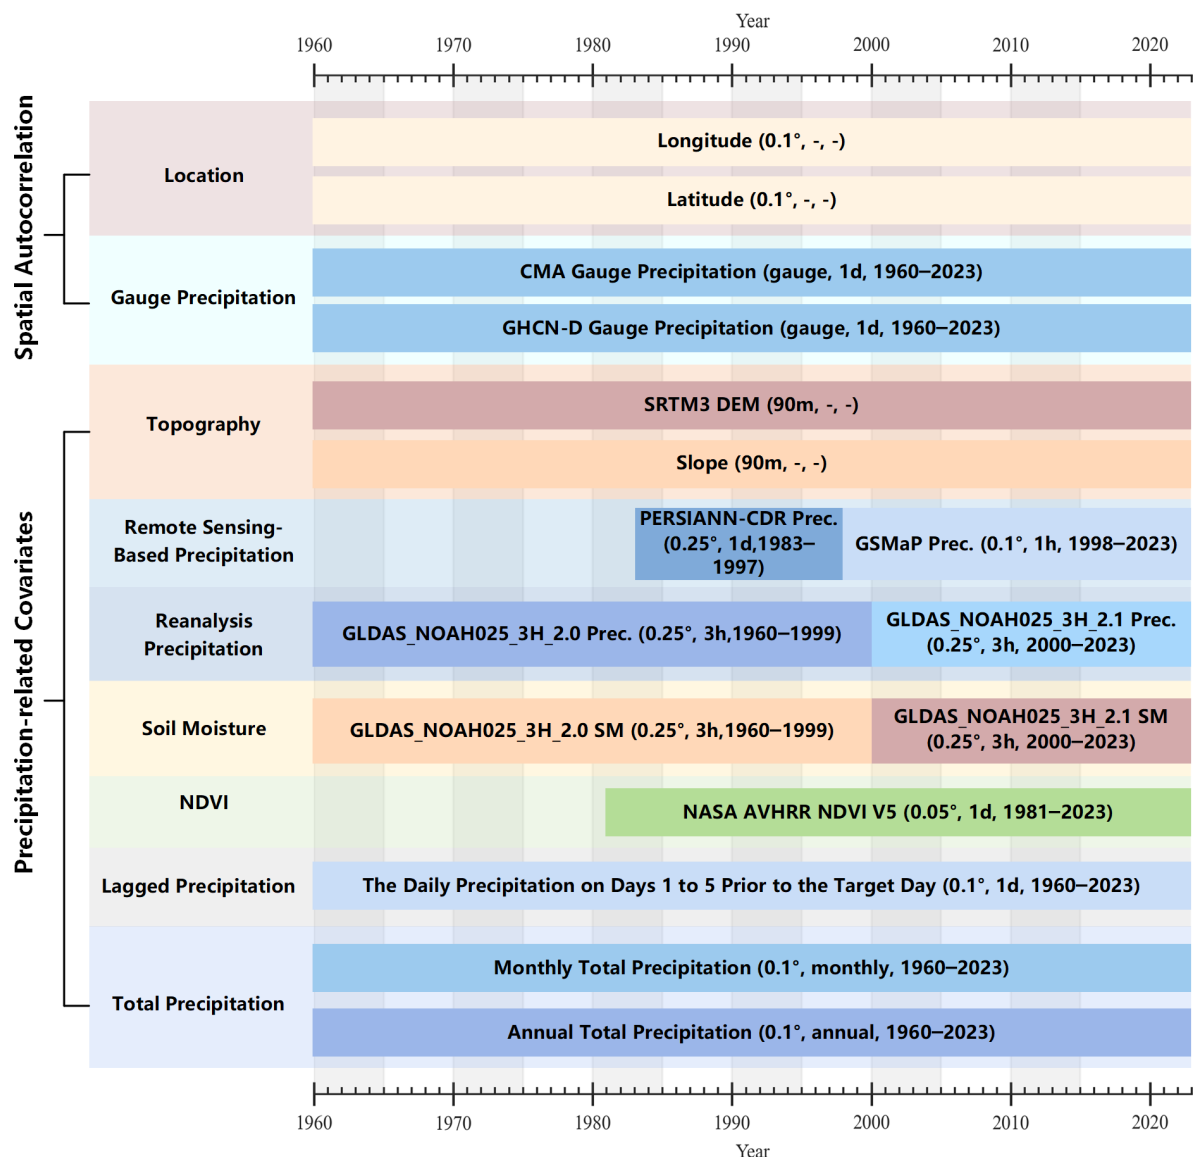 Year
1960 1970 1980 1990 2000 2010 2020
Spatial Autocorrelation
Location
Longitude (0.1°, -, -)
Latitude (0.1°, -, -)
Gauge Precipitation
CMA Gauge Precipitation (gauge, 1d, 1960–2023)
GHCN-D Gauge Precipitation (gauge, 1d, 1960–2023)
Precipitation-related Covariates
Topography
SRTM3 DEM (90m, -, -)
Slope (90m, -, -)
Remote Sensing-
Based Precipitation
PERSIANN-CDR Prec.
(0.25°, 1d,1983–
1997)
GSMaP Prec. (0.1°, 1h, 1998–2023)
Reanalysis
Precipitation
GLDAS_NOAH025_3H_2.0 Prec. (0.25°, 3h,1960–1999)
GLDAS_NOAH025_3H_2.1 Prec.
(0.25°, 3h, 2000–2023)
Soil Moisture
GLDAS_NOAH025_3H_2.0 SM (0.25°, 3h,1960–1999)
GLDAS_NOAH025_3H_2.1 SM
(0.25°, 3h, 2000–2023)
NDVI
NASA AVHRR NDVI V5 (0.05°, 1d, 1981–2023)
Lagged Precipitation
The Daily Precipitation on Days 1 to 5 Prior to the Target Day (0.1°, 1d, 1960–2023)
Total Precipitation
Monthly Total Precipitation (0.1°, monthly, 1960–2023)
Annual Total Precipitation (0.1°, annual, 1960–2023)
1960 1970 1980 1990 2000 2010 2020
Year